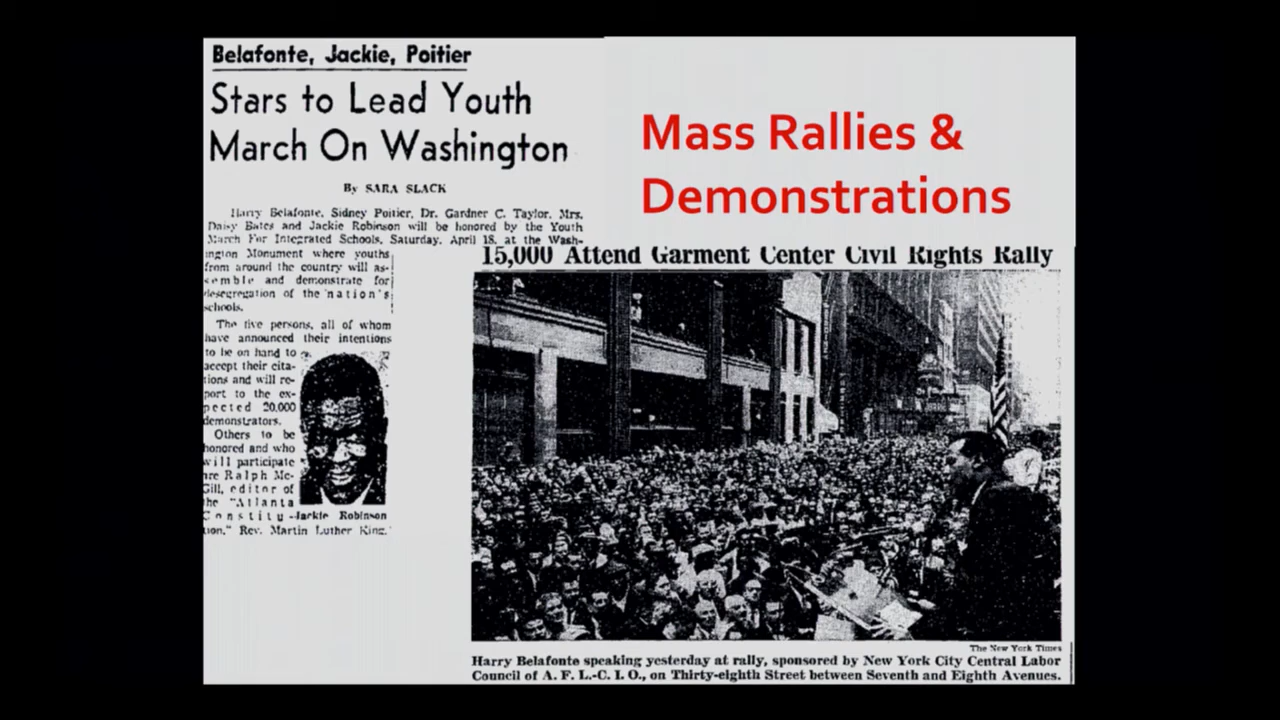 Belafonte, Jackie, Poitier
Stars to Lead Youth
March On Washington
By SARA SLACK
Harry Belafonte, Sidney Poitier, Dr. Gardner C. Taylor, Mrs.
Daisy Bates and Jackie Robinson will be honored by the Youth
March For Integrated Schools, Saturday, April 18, at the Wash-
ington Monument where youths
from around the country will as-
semble and demonstrate for
desegregation of the nation's
schools.
The five persons, all of whom
have announced their intentions
to be on hand to
accept their cita-
tions and will re-
port to the ex-
pected 20,000
demonstrators.
Others to be
honored and who
will participate
are Ralph Mc-
Gill, editor of
the "Atlanta
Constitu-
tion," Rev. Martin Luther King,
Jackie Robinson
Mass Rallies &
Demonstrations
15,000 Attend Garment Center Civil Rights Rally
The New York Times
Harry Belafonte speaking yesterday at rally, sponsored by New York City Central Labor
Council of A. F. L.-C. I. O., on Thirty-eighth Street between Seventh and Eighth Avenues.